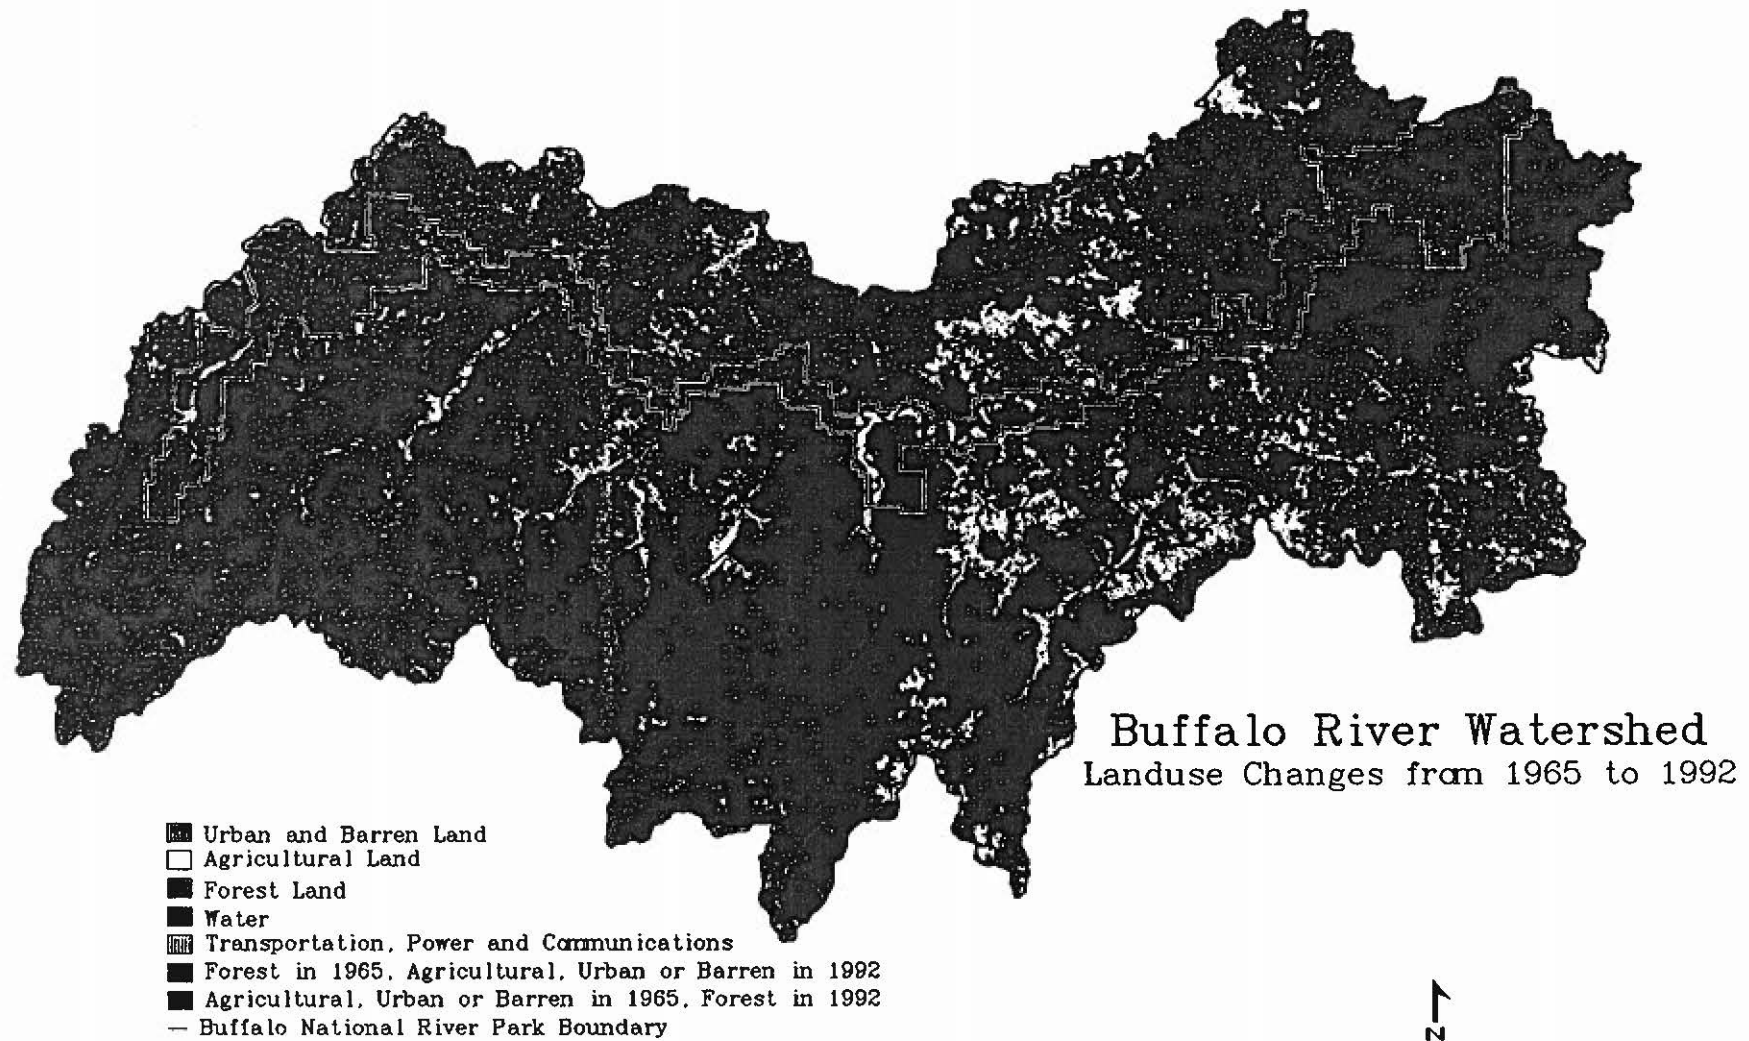 Buffalo River Watershed
Landuse Changes from 1965 to 1992
Urban and Barren Land
Agricultural Land
Forest Land
Water
Transportation, Power and Communications
Forest in 1965, Agricultural, Urban or Barren in 1992
Agricultural, Urban or Barren in 1965, Forest in 1992
Buffalo National River Park Boundary
N